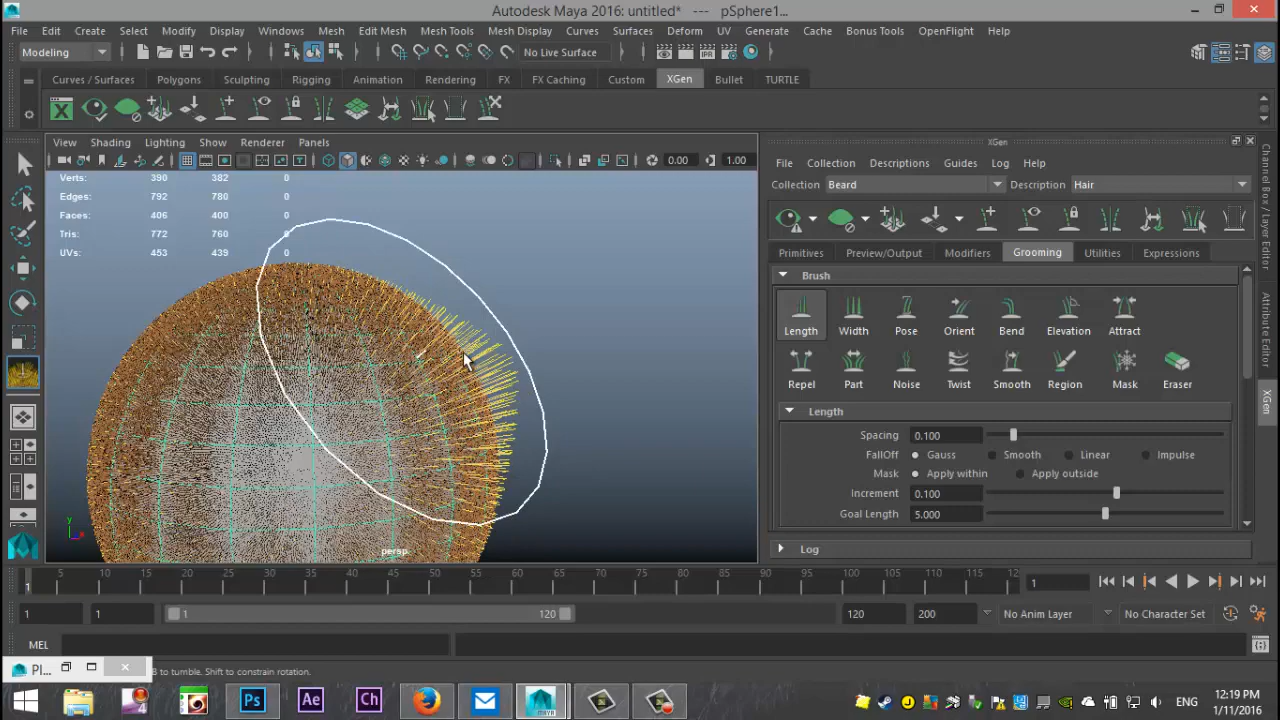 Autodesk Maya 2016: untitled* --- pSphere1...
File Edit Create Select Modify Display Windows Mesh Edit Mesh Mesh Tools Mesh Display Curves Surfaces Deform UV Generate Cache Bonus Tools OpenFlight Help
Modeling No Live Surface
Curves / Surfaces Polygons Sculpting Rigging Animation Rendering FX FX Caching Custom XGen Bullet TURTLE
View Shading Lighting Show Renderer Panels
0.00 1.00
Verts: 390 382 0
Edges: 792 780 0
Faces: 406 400 0
Tris: 772 760 0
UVs: 453 439 0
persp
XGen
File Collection Descriptions Guides Log Help
Collection Beard Description Hair
Primitives Preview/Output Modifiers Grooming Utilities Expressions
Brush
Length Width Pose Orient Bend Elevation Attract
Repel Part Noise Twist Smooth Region Mask Eraser
Length
Spacing 0.100
FallOff Gauss Smooth Linear Impulse
Mask Apply within Apply outside
Increment 0.100
Goal Length 5.000
Log
Channel Box / Layer Editor
Attribute Editor
XGen
1 5 10 15 20 25 30 35 40 45 50 55 60 65 70 75 80 85 90 95 100 105 110 115 12 1
1 1 1 120 120 200 No Anim Layer No Character Set
MEL
Pl... B to tumble. Shift to constrain rotation.
Ps Ae Ch ENG
12:19 PM
1/11/2016